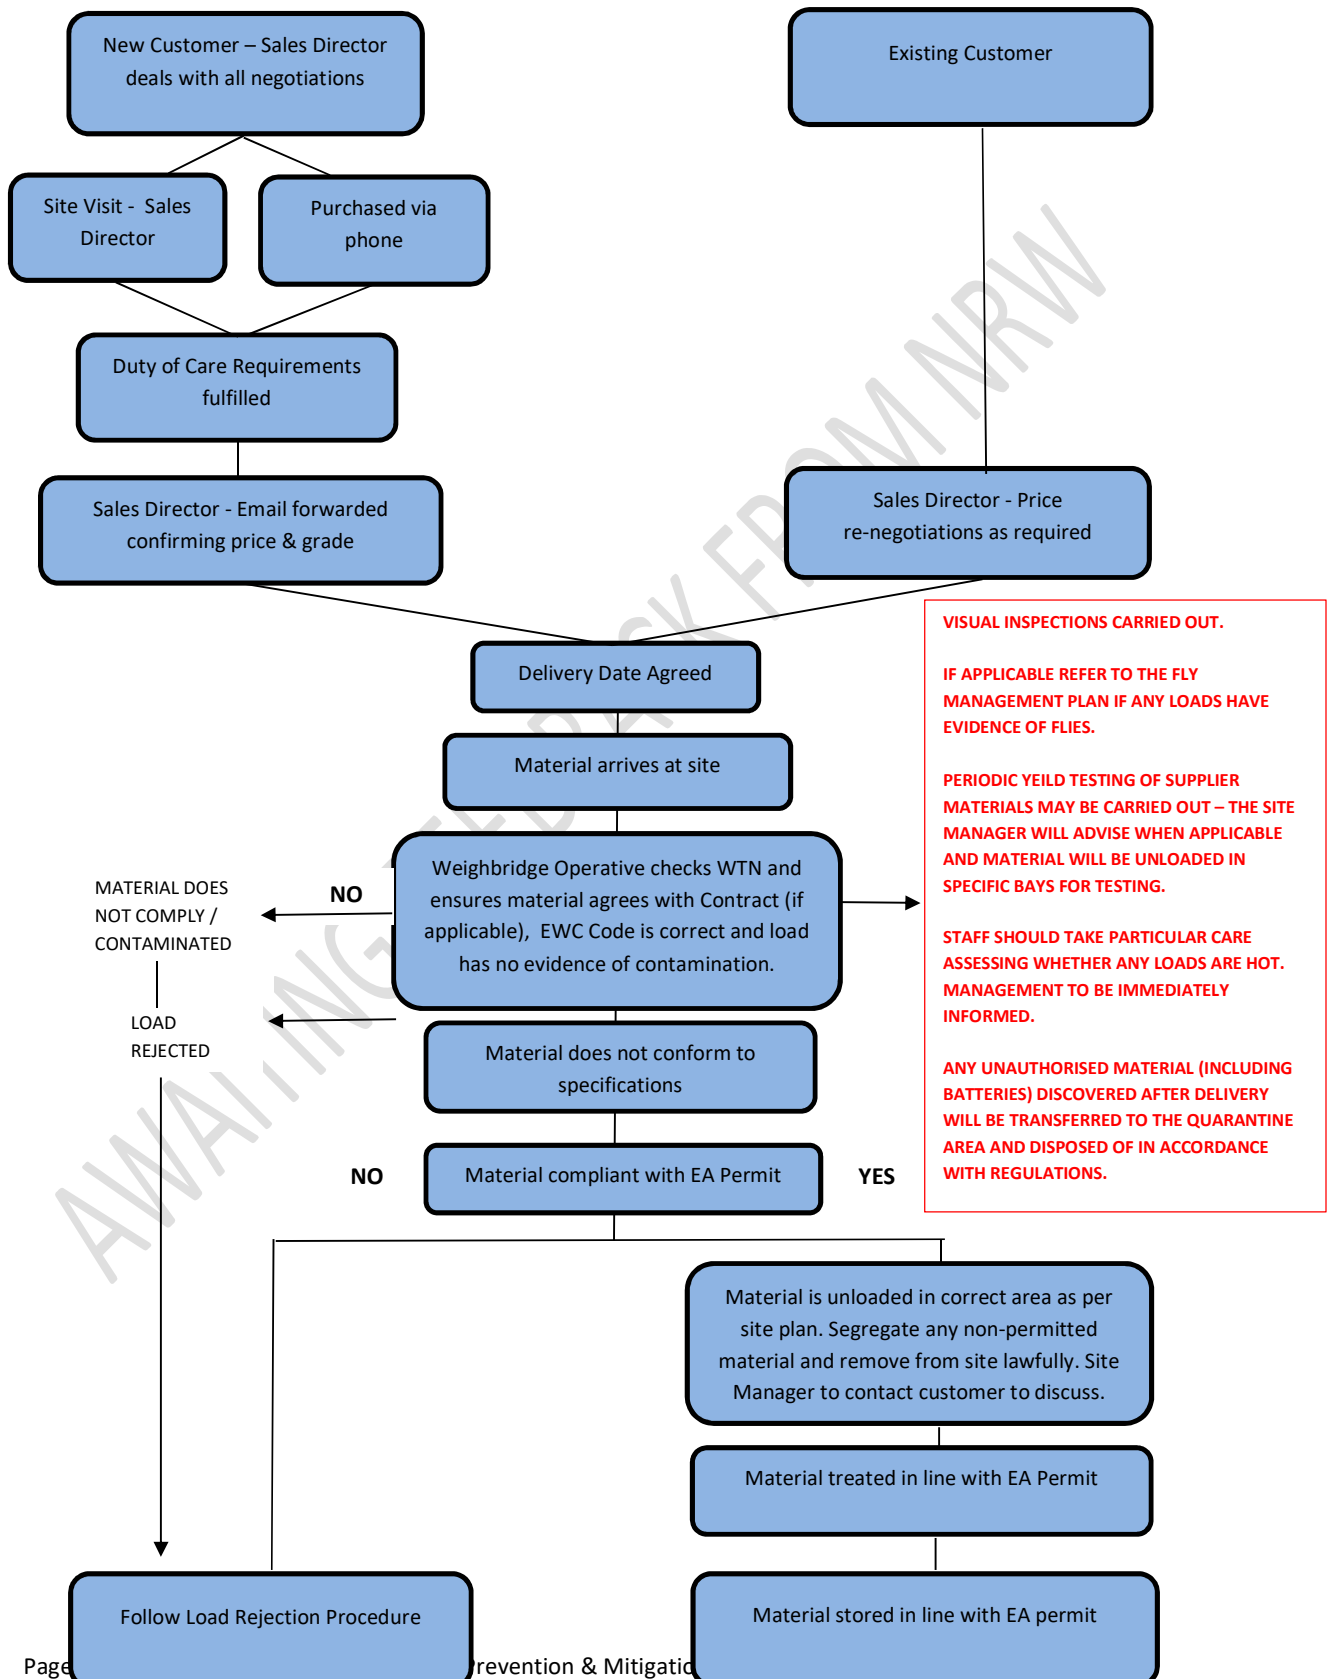 New Customer – Sales Director
deals with all negotiations
Existing Customer
Site Visit -  Sales
Director
Purchased via
phone
Duty of Care Requirements
fulfilled
Sales Director - Email forwarded
confirming price & grade
Sales Director - Price
re-negotiations as required
Delivery Date Agreed
Material arrives at site
Weighbridge Operative checks WTN and
ensures material agrees with Contract (if
applicable),  EWC Code is correct and load
has no evidence of contamination.
VISUAL INSPECTIONS CARRIED OUT.
IF APPLICABLE REFER TO THE FLY
MANAGEMENT PLAN IF ANY LOADS HAVE
EVIDENCE OF FLIES.
PERIODIC YEILD TESTING OF SUPPLIER
MATERIALS MAY BE CARRIED OUT – THE SITE
MANAGER WILL ADVISE WHEN APPLICABLE
AND MATERIAL WILL BE UNLOADED IN
SPECIFIC BAYS FOR TESTING.
STAFF SHOULD TAKE PARTICULAR CARE
ASSESSING WHETHER ANY LOADS ARE HOT.
MANAGEMENT TO BE IMMEDIATELY
INFORMED.
ANY UNAUTHORISED MATERIAL (INCLUDING
BATTERIES) DISCOVERED AFTER DELIVERY
WILL BE TRANSFERRED TO THE QUARANTINE
AREA AND DISPOSED OF IN ACCORDANCE
WITH REGULATIONS.
NO
MATERIAL DOES
NOT COMPLY /
CONTAMINATED
LOAD
REJECTED
Material does not conform to
specifications
NO
Material compliant with EA Permit
YES
Material is unloaded in correct area as per
site plan. Segregate any non-permitted
material and remove from site lawfully. Site
Manager to contact customer to discuss.
Material treated in line with EA Permit
Follow Load Rejection Procedure
Material stored in line with EA permit
Page
& Mitigatio
FROM NRW